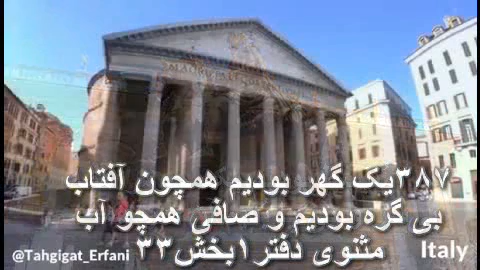 ۳۸۷یک گهر بودیم همچون آفتاب
بی گره بودیم و صافی همچو آب
مثنوی دفتر۱بخش۳۳
@Tahgigat_Erfani
Italy